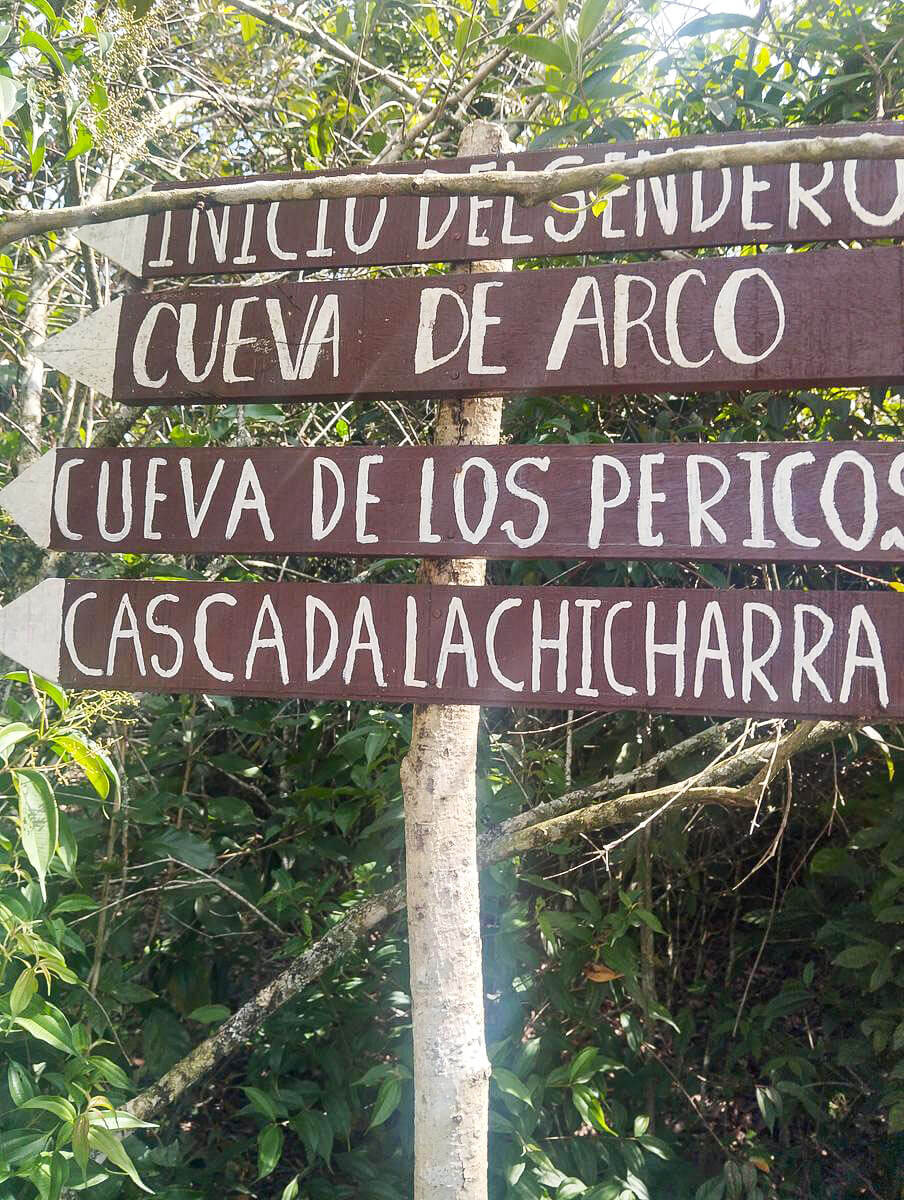 INICIO DEL SENDERO
CUEVA DE ARCO
CUEVA DE LOS PERICOS
CASCADA LA CHICHARRA